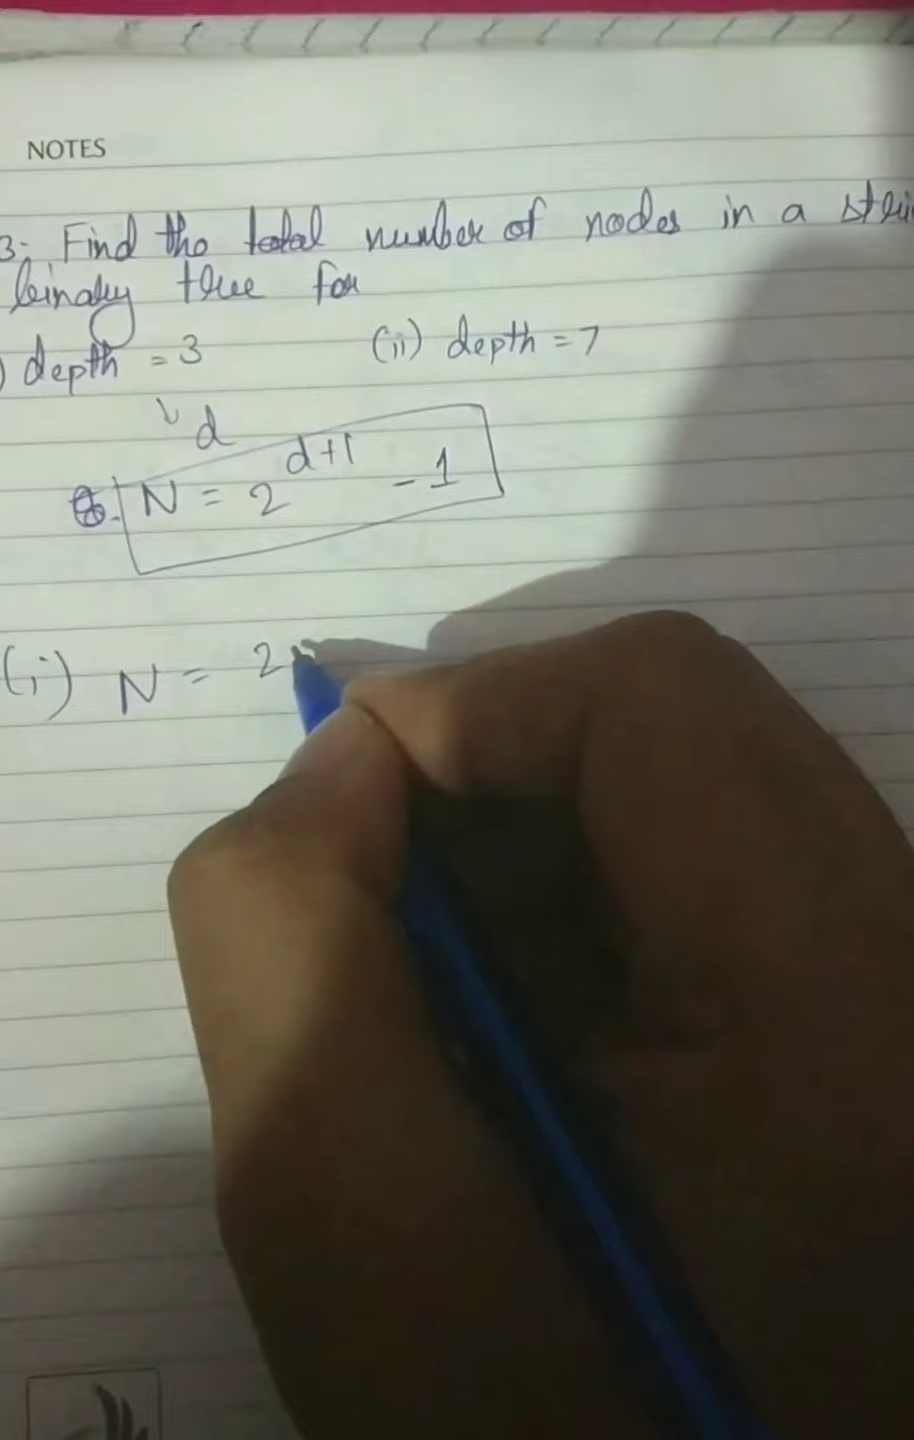 NOTES
3:- Find the total number of nodes in a
binary tree for
) depth = 3 (ii) depth = 7
d
N = 2^{d+1} - 1
(i) N = 2